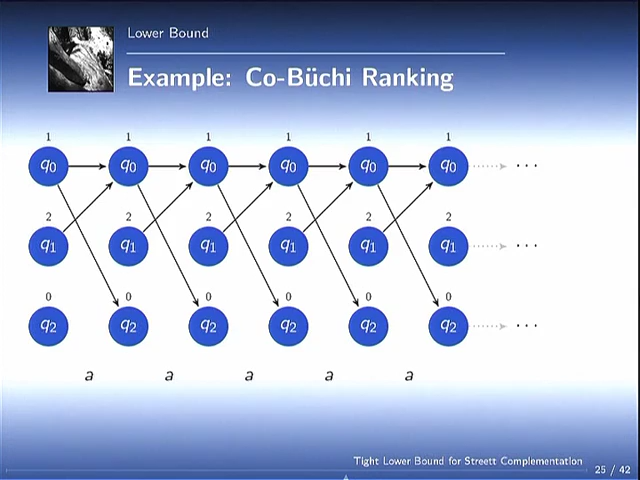 Lower Bound
Example: Co-Büchi Ranking
1 1 1 1 1 1
q0 q0 q0 q0 q0 q0 ...
2 2 2 2 2 2
q1 q1 q1 q1 q1 q1 ...
0 0 0 0 0 0
q2 q2 q2 q2 q2 q2 ...
a a a a a
Tight Lower Bound for Streett Complementation
25 / 42